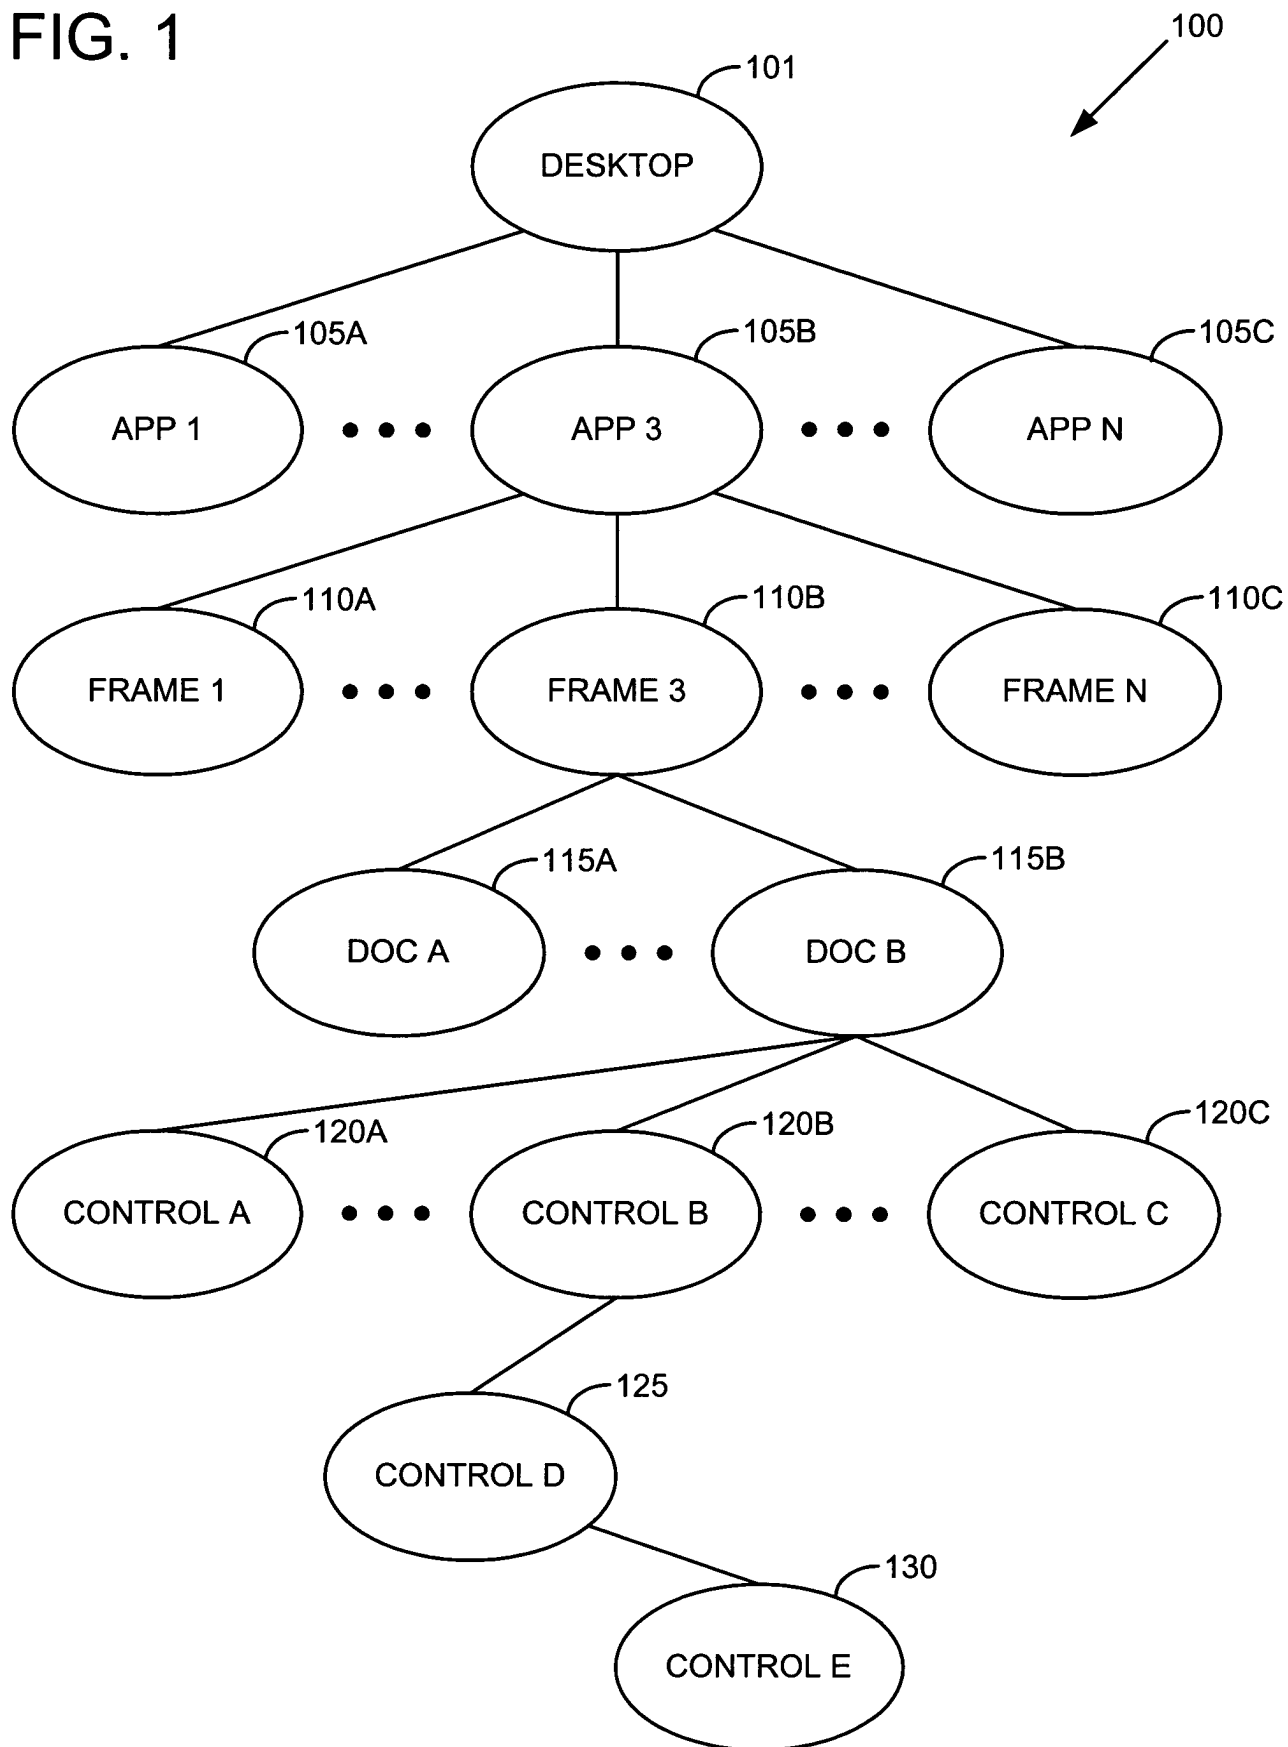 FIG. 1
100
101
DESKTOP
105A
105B
105C
APP 1
APP 3
APP N
110A
110B
110C
FRAME 1
FRAME 3
FRAME N
115A
115B
DOC A
DOC B
120A
120B
120C
CONTROL A
CONTROL B
CONTROL C
125
CONTROL D
130
CONTROL E